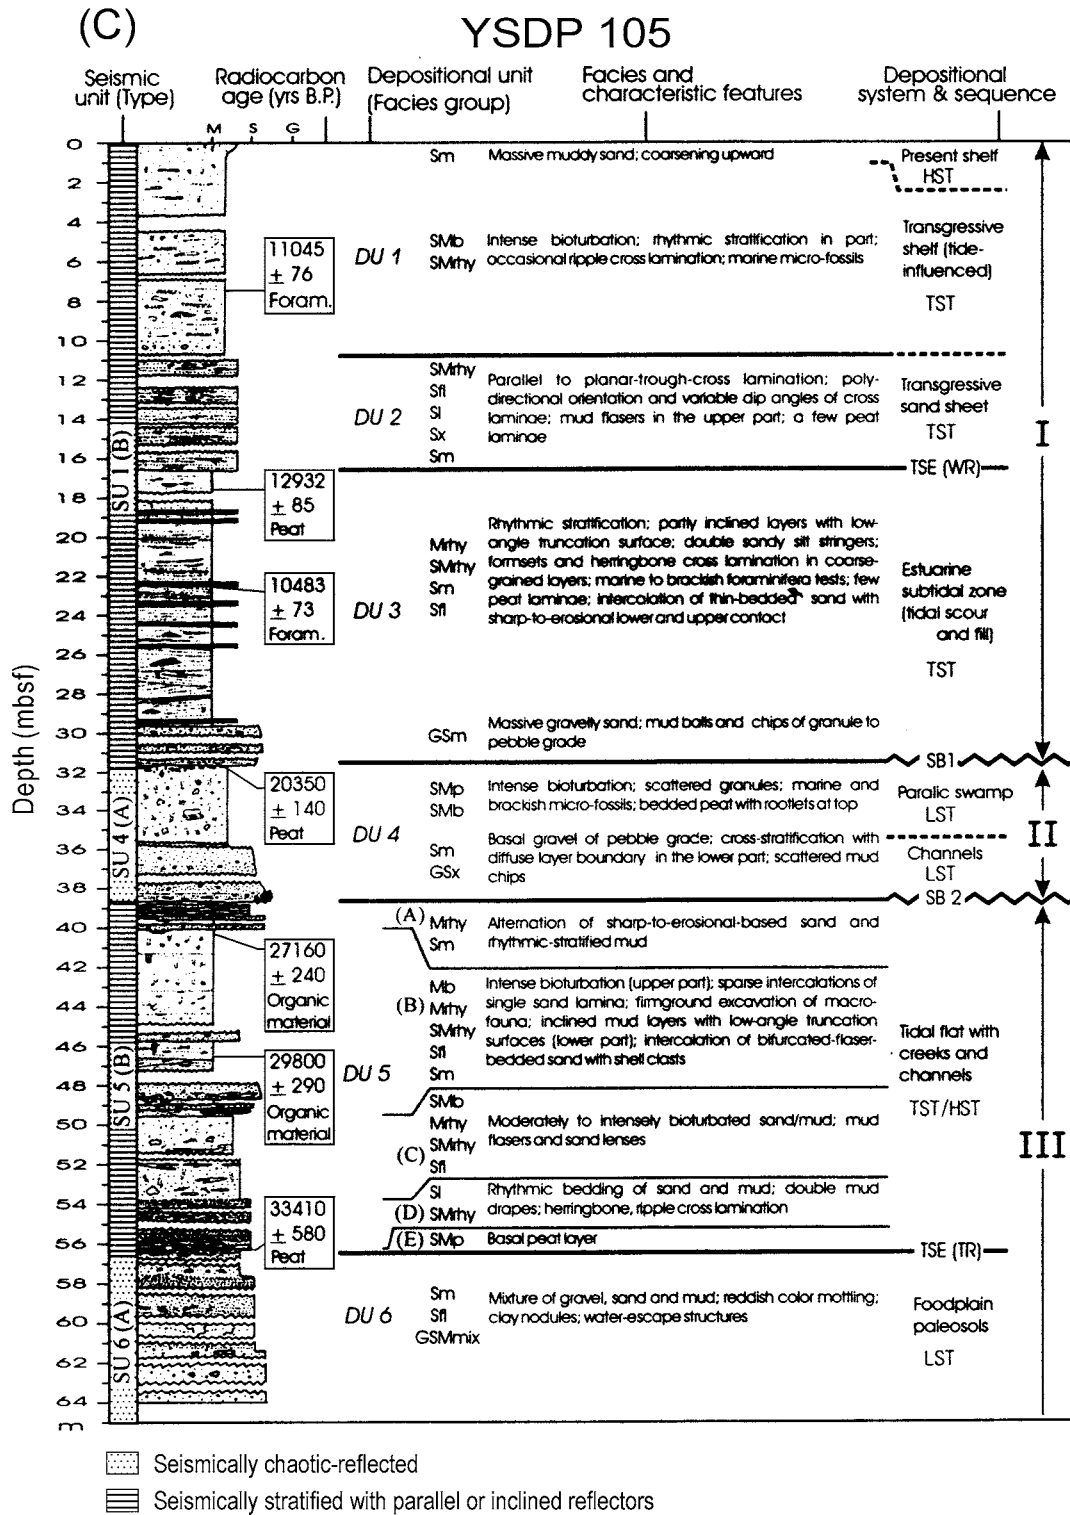 (C)
YSDP 105
Seismic
unit (Type)
Radiocarbon
age (yrs B.P.)
Depositional unit
(Facies group)
Facies and
characteristic features
Depositional
system & sequence
M S G
Depth (mbsf)
0
2
4
6
8
10
12
14
16
18
20
22
24
26
28
30
32
34
36
38
40
42
44
46
48
50
52
54
56
58
60
62
64
m
SU 1 (B)
SU 4 (A)
SU 5 (B)
SU 6 (A)
11045
± 76
Foram.
12932
± 85
Peat
10483
± 73
Foram.
20350
± 140
Peat
27160
± 240
Organic
material
29800
± 290
Organic
material
33410
± 580
Peat
DU 1
Sm
Massive muddy sand; coarsening upward
SMb
SMrhy
Intense bioturbation; rhythmic stratification in part;
occasional ripple cross lamination; marine micro-fossils
Present shelf
HST
Transgressive
shelf (tide-
influenced)
TST
DU 2
SMrhy
Sfl
Sl
Sx
Sm
Parallel to planar-trough-cross lamination; poly-
directional orientation and variable dip angles of cross
laminae; mud flasers in the upper part; a few peat
laminae
Transgressive
sand sheet
TST
TSE (WR)
I
DU 3
Mrhy
SMrhy
Sm
Sfl
Rhythmic stratification; partly inclined layers with low-
angle truncation surface; double sandy silt stringers;
formsets and herringbone cross lamination in coarse-
grained layers; marine to brackish foraminifera tests; few
peat laminae; intercalation of thin-bedded sand with
sharp-to-erosional lower and upper contact
GSm
Massive gravelly sand; mud balls and chips of granule to
pebble grade
Estuarine
subtidal zone
(tidal scour
and fill)
TST
SB1
DU 4
SMp
SMb
Intense bioturbation; scattered granules; marine and
brackish micro-fossils; bedded peat with rootlets at top
Sm
GSx
Basal gravel of pebble grade; cross-stratification with
diffuse layer boundary in the lower part; scattered mud
chips
Paralic swamp
LST
Channels
LST
II
SB 2
DU 5
(A)
Mrhy
Sm
Alternation of sharp-to-erosional-based sand and
rhythmic-stratified mud
(B)
Mb
Mrhy
SMrhy
Sfl
Sm
Intense bioturbation (upper part); sparse intercalations of
single sand lamina; firmground excavation of macro-
fauna; inclined mud layers with low-angle truncation
surfaces (lower part); intercalation of bifurcated-flaser-
bedded sand with shell clasts
(C)
SMb
Mrhy
SMrhy
Sfl
Moderately to intensely bioturbated sand/mud; mud
flasers and sand lenses
(D)
Sl
SMrhy
Rhythmic bedding of sand and mud; double mud
drapes; herringbone, ripple cross lamination
(E) SMp
Basal peat layer
Tidal flat with
creeks and
channels
TST/HST
TSE (TR)
III
DU 6
Sm
Sfl
GSMmix
Mixture of gravel, sand and mud; reddish color mottling;
clay nodules; water-escape structures
Foodplain
paleosols
LST
Seismically chaotic-reflected
Seismically stratified with parallel or inclined reflectors